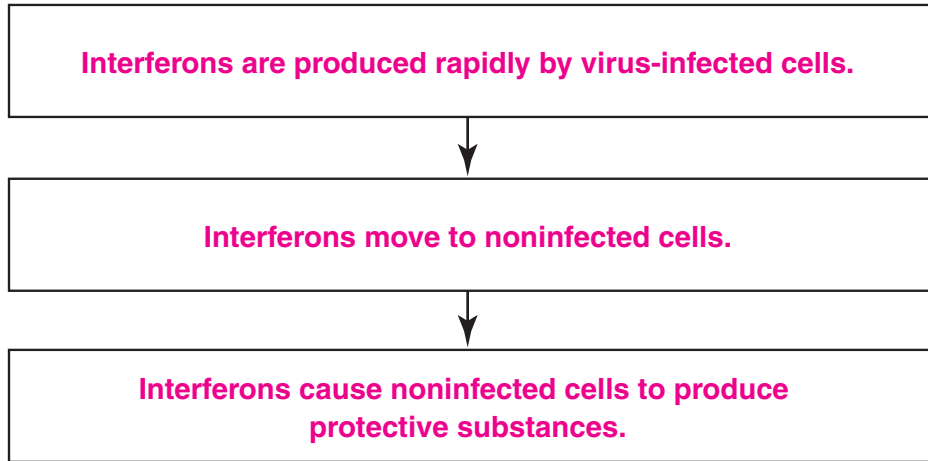 Interferons are produced rapidly by virus-infected cells.
Interferons move to noninfected cells.
Interferons cause noninfected cells to produce
protective substances.